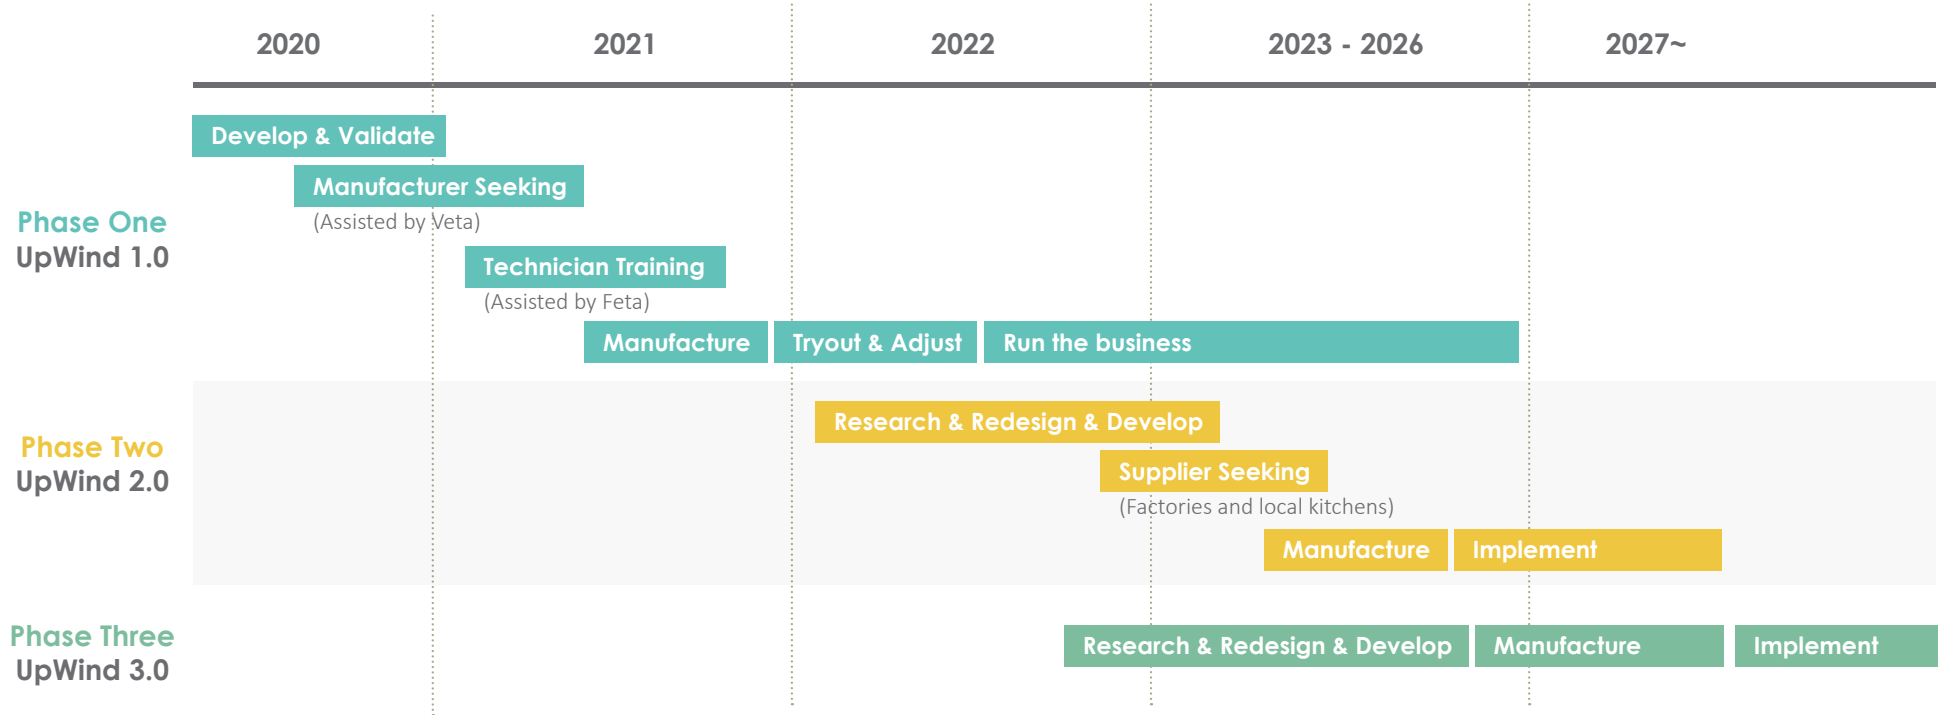 2020
2021
2022
2023 - 2026
2027~
Develop & Validate
Manufacturer Seeking
(Assisted by Veta)
Phase One
UpWind 1.0
Technician Training
(Assisted by Feta)
Manufacture
Tryout & Adjust
Run the business
Research & Redesign & Develop
Phase Two
UpWind 2.0
Supplier Seeking
(Factories and local kitchens)
Manufacture
Implement
Phase Three
UpWind 3.0
Research & Redesign & Develop
Manufacture
Implement